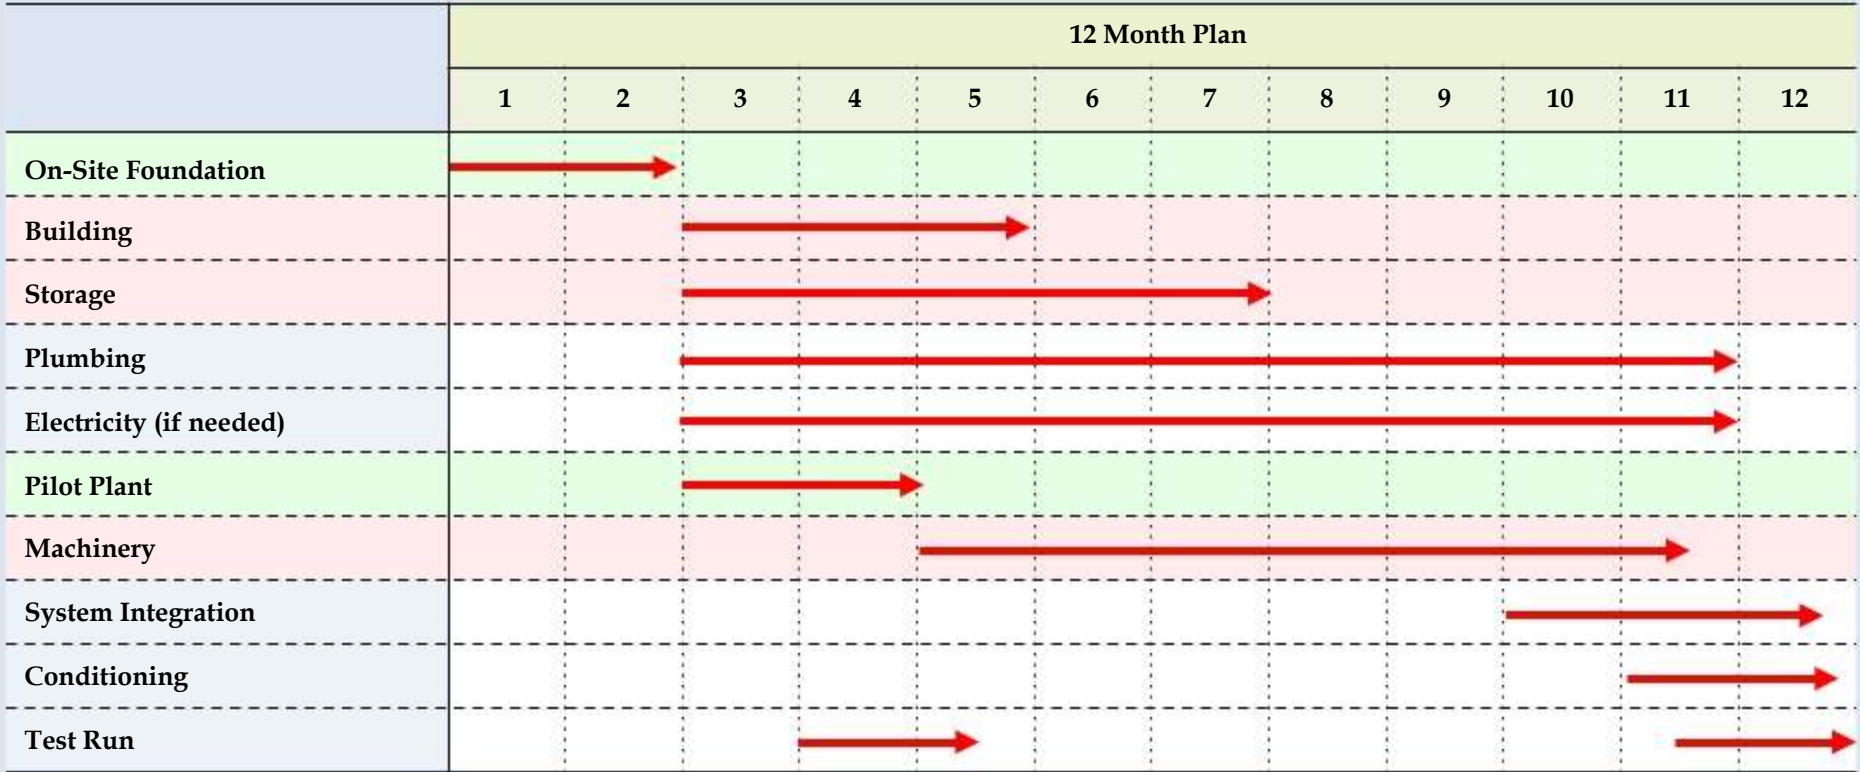 12 Month Plan
1 2 3 4 5 6 7 8 9 10 11 12
On-Site Foundation
Building
Storage
Plumbing
Electricity (if needed)
Pilot Plant
Machinery
System Integration
Conditioning
Test Run